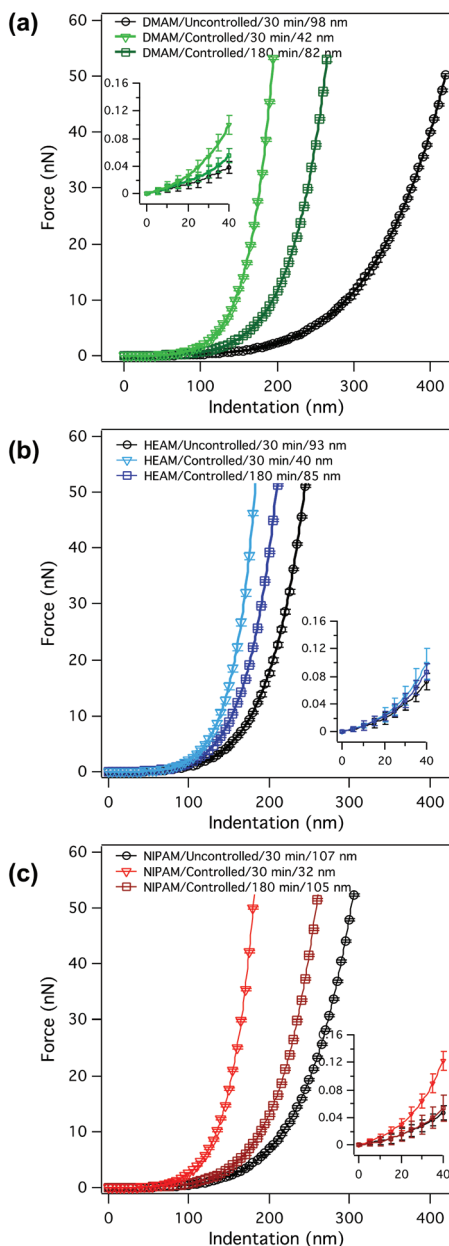 (a)
DMAM/Uncontrolled/30 min/98 nm
DMAM/Controlled/30 min/42 nm
DMAM/Controlled/180 min/82 nm
60
50
40
30
20
10
0
Force (nN)
0.16
0.12
0.08
0.04
0
0 20 40
0 100 200 300 400
Indentation (nm)
(b)
HEAM/Uncontrolled/30 min/93 nm
HEAM/Controlled/30 min/40 nm
HEAM/Controlled/180 min/85 nm
60
50
40
30
20
10
0
Force (nN)
0.16
0.12
0.08
0.04
0
0 20 40
0 100 200 300 400
Indentation (nm)
(c)
NIPAM/Uncontrolled/30 min/107 nm
NIPAM/Controlled/30 min/32 nm
NIPAM/Controlled/180 min/105 nm
60
50
40
30
20
10
0
Force (nN)
0.16
0.12
0.08
0.04
0
0 20 40
0 100 200 300 400
Indentation (nm)